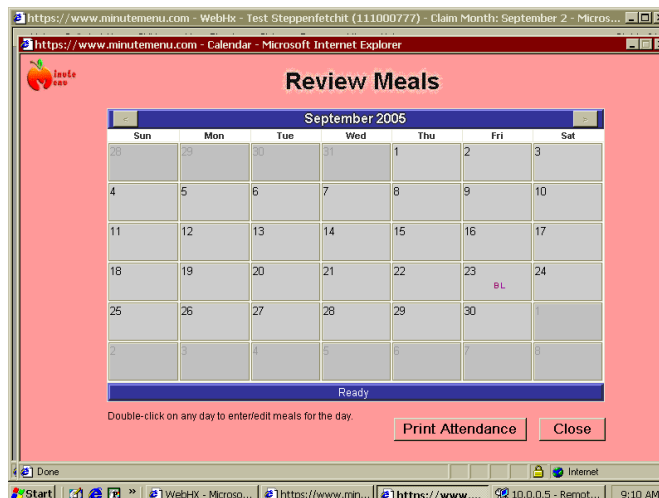 https://www.minutemenu.com - WebHx - Test Steppenfetchit (111000777) - Claim Month: September 2 - Micros...
https://www.minutemenu.com - Calendar - Microsoft Internet Explorer
Minute
Menu
Review Meals
< September 2005 >
Sun Mon Tue Wed Thu Fri Sat
28 29 30 31 1 2 3
4 5 6 7 8 9 10
11 12 13 14 15 16 17
18 19 20 21 22 23 24
BL
25 26 27 28 29 30 1
2 3 4 5 6 7 8
Ready
Double-click on any day to enter/edit meals for the day.
Print Attendance Close
Done Internet
Start » WebHX - Microso... https://www.min... https://www.... 10.0.0.5 - Remot... 9:10 AM